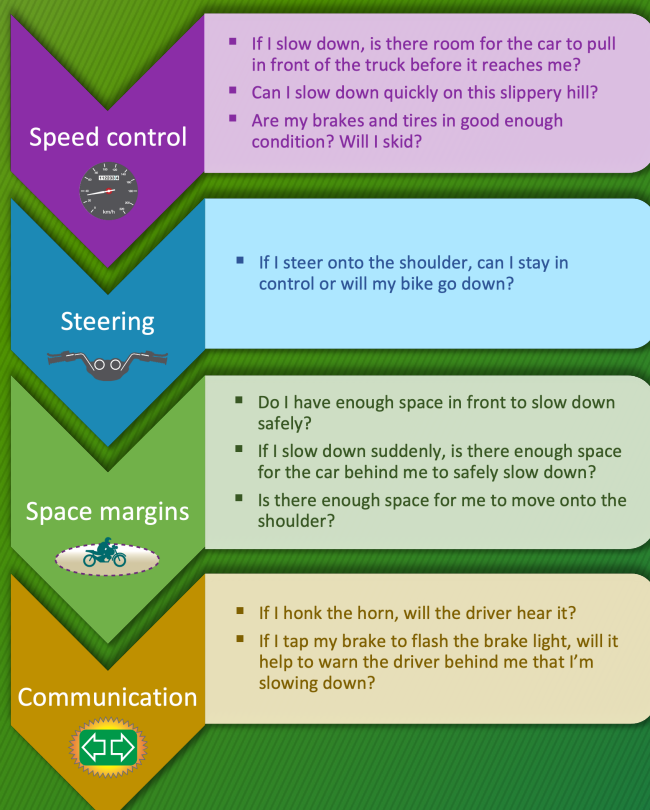 Speed control
▪ If I slow down, is there room for the car to pull
in front of the truck before it reaches me?
▪ Can I slow down quickly on this slippery hill?
▪ Are my brakes and tires in good enough
condition? Will I skid?
km/h
Steering
▪ If I steer onto the shoulder, can I stay in
control or will my bike go down?
Space margins
▪ Do I have enough space in front to slow down
safely?
▪ If I slow down suddenly, is there enough space
for the car behind me to safely slow down?
▪ Is there enough space for me to move onto the
shoulder?
Communication
▪ If I honk the horn, will the driver hear it?
▪ If I tap my brake to flash the brake light, will it
help to warn the driver behind me that I’m
slowing down?